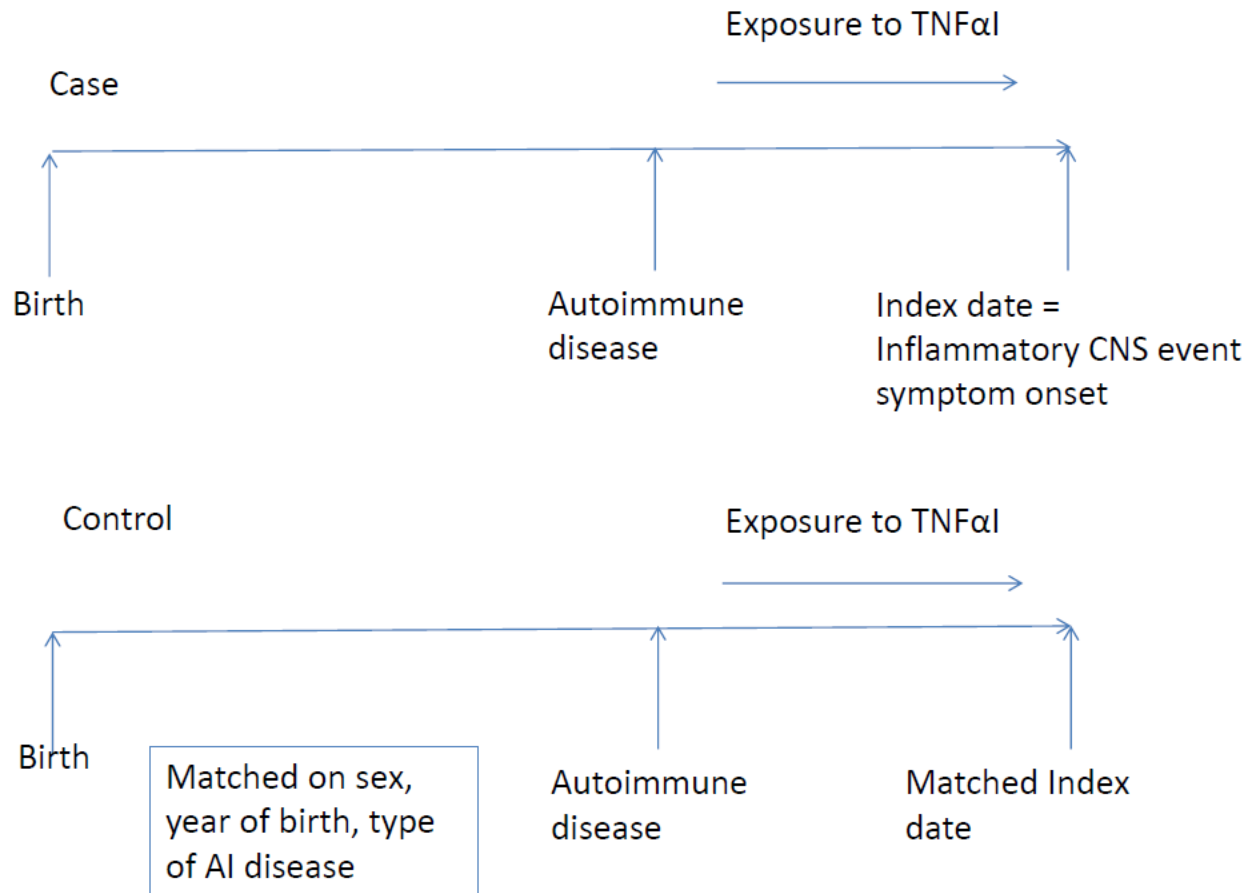 Exposure to TNFαI
Case
Birth
Autoimmune
disease
Index date =
Inflammatory CNS event
symptom onset
Control
Exposure to TNFαI
Birth
Matched on sex,
year of birth, type
of AI disease
Autoimmune
disease
Matched Index
date